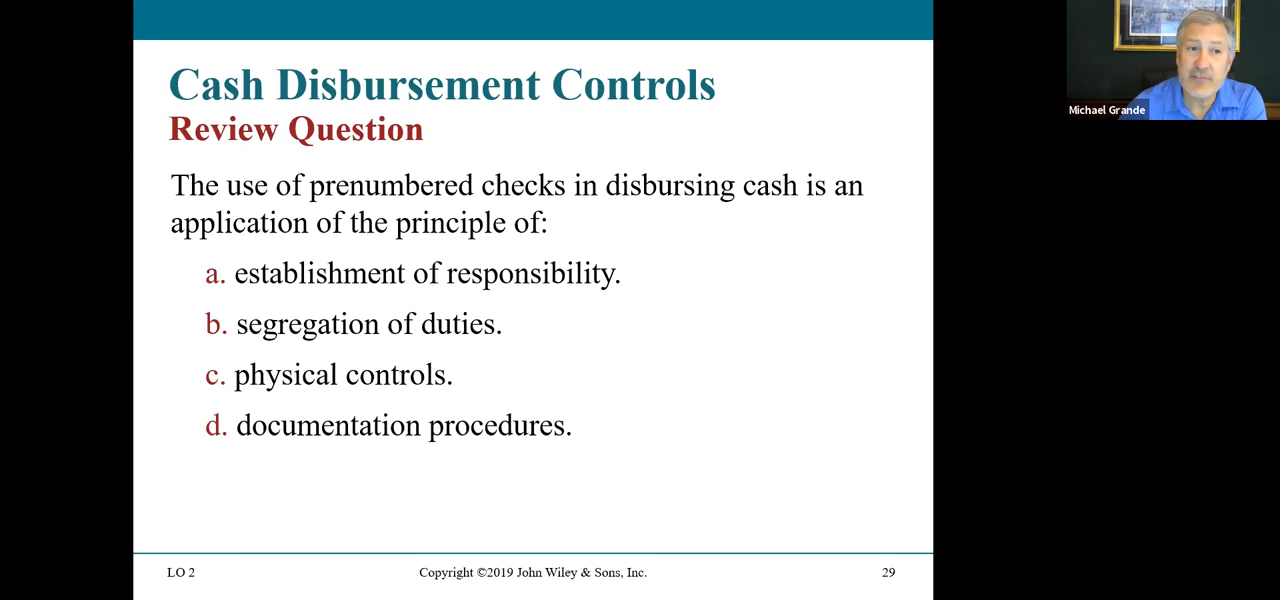 Cash Disbursement Controls
Review Question
The use of prenumbered checks in disbursing cash is an
application of the principle of:
a. establishment of responsibility.
b. segregation of duties.
c. physical controls.
d. documentation procedures.
LO 2
Copyright ©2019 John Wiley & Sons, Inc.
29
Michael Grande